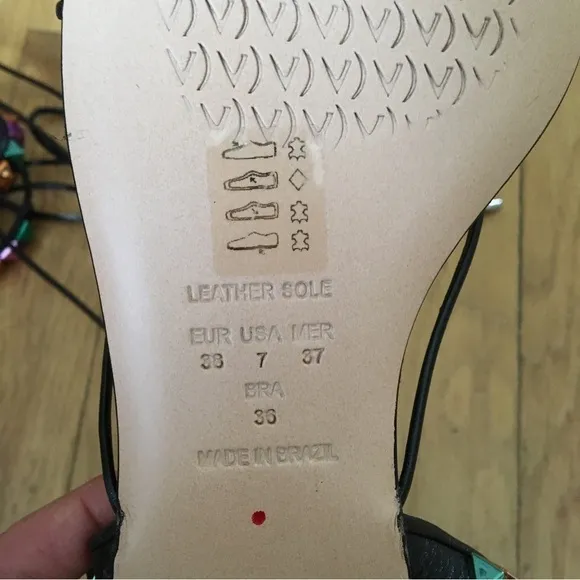 LEATHER SOLE
EUR USA MER
38 7 37
BRA
36
MADE IN BRAZIL